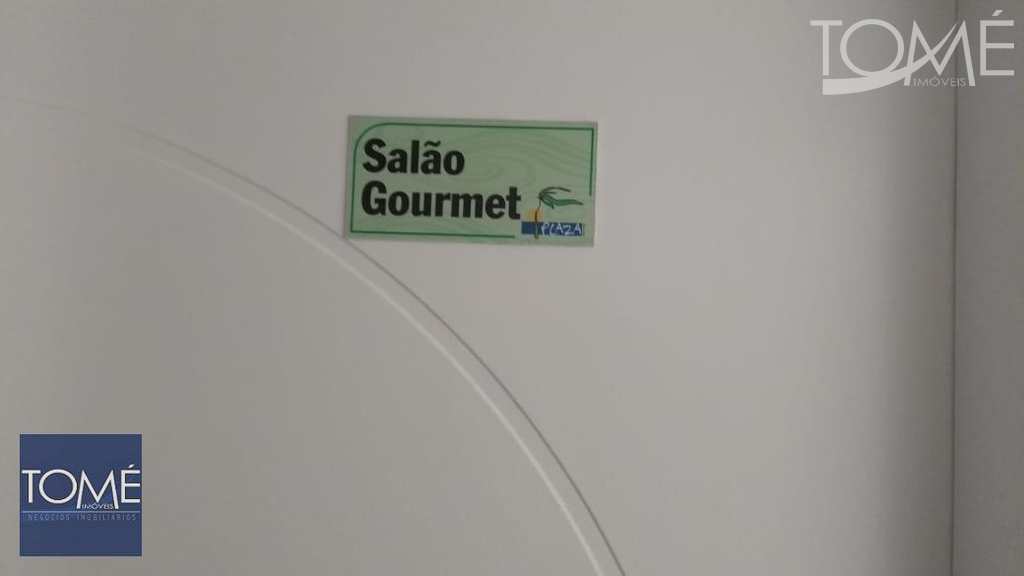 TOMÉ
IMÓVEIS
Salão
Gourmet
PLAZA
TOMÉ
IMÓVEIS
NEGÓCIOS IMOBILIÁRIOS